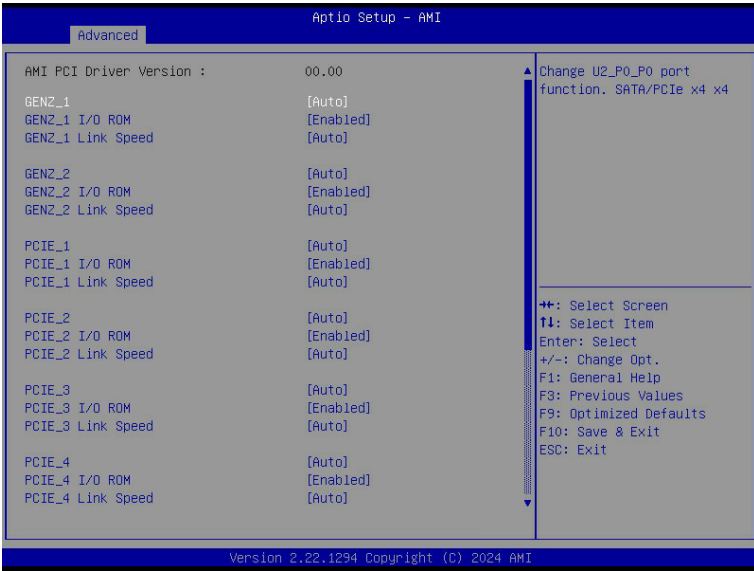 Aptio Setup – AMI
Advanced
AMI PCI Driver Version : 00.00
GENZ_1 [Auto]
GENZ_1 I/O ROM [Enabled]
GENZ_1 Link Speed [Auto]
GENZ_2 [Auto]
GENZ_2 I/O ROM [Enabled]
GENZ_2 Link Speed [Auto]
PCIE_1 [Auto]
PCIE_1 I/O ROM [Enabled]
PCIE_1 Link Speed [Auto]
PCIE_2 [Auto]
PCIE_2 I/O ROM [Enabled]
PCIE_2 Link Speed [Auto]
PCIE_3 [Auto]
PCIE_3 I/O ROM [Enabled]
PCIE_3 Link Speed [Auto]
PCIE_4 [Auto]
PCIE_4 I/O ROM [Enabled]
PCIE_4 Link Speed [Auto]
Change U2_P0_P0 port
function. SATA/PCIe x4 x4
→←: Select Screen
↑↓: Select Item
Enter: Select
+/-: Change Opt.
F1: General Help
F3: Previous Values
F9: Optimized Defaults
F10: Save & Exit
ESC: Exit
Version 2.22.1294 Copyright (C) 2024 AMI